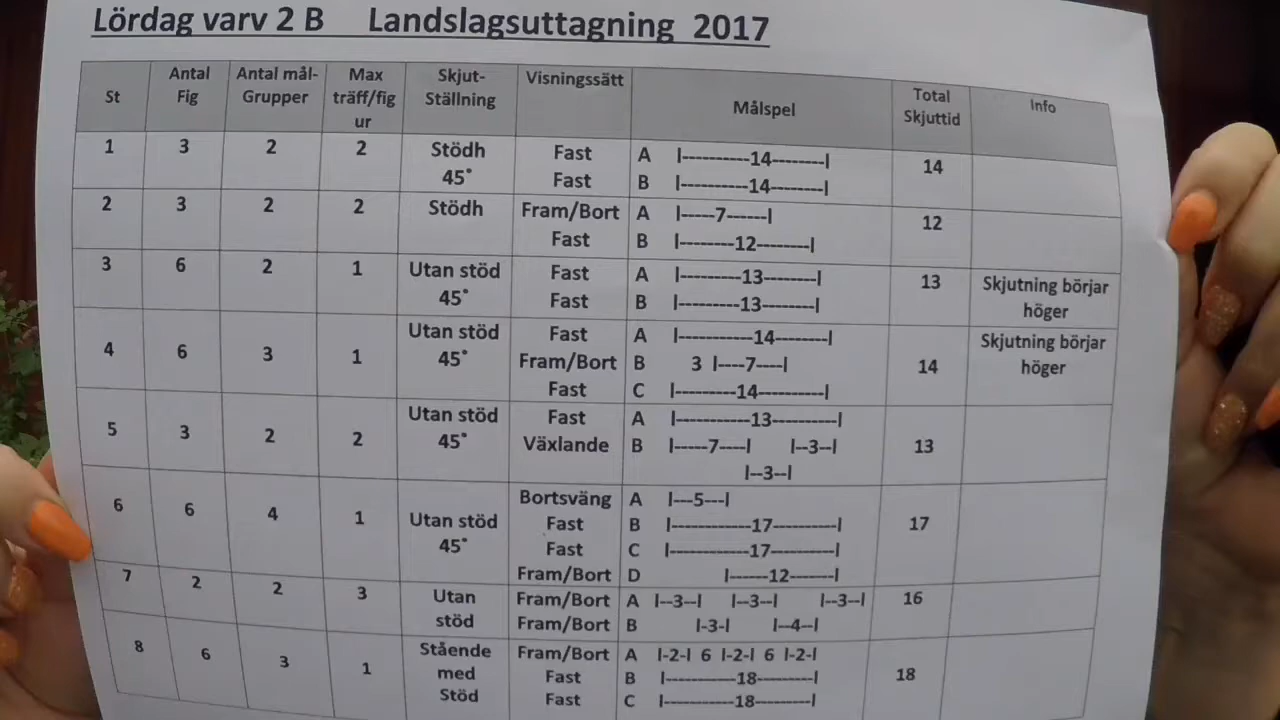 Lördag varv 2 B Landslagsuttagning 2017
St Antal Fig Antal mål-Grupper Max träff/fig ur Skjut-Ställning Visningssätt Målspel Total Skjuttid Info
1 3 2 2 Stödh Fast A |----------14--------| 14
45° Fast B |----------14--------|
2 3 2 2 Stödh Fram/Bort A |-----7------| 12
Fast B |--------12--------|
3 6 2 1 Utan stöd Fast A |---------13--------| 13 Skjutning börjar
45° Fast B |---------13--------| höger
4 6 3 1 Utan stöd Fast A |-----------14--------| 14 Skjutning börjar
45° Fram/Bort B 3 |----7----| höger
Fast C |---------14----------|
5 3 2 2 Utan stöd Fast A |-----------13----------| 13
45° Växlande B |-----7----| |--3--|
|--3--|
6 6 4 1 Utan stöd Bortsväng A |---5---| 17
45° Fast B |-----------17---------|
Fast C |-----------17---------|
Fram/Bort D |------12-------|
7 2 2 3 Utan Fram/Bort A |--3--| |--3--| |--3--| 16
stöd Fram/Bort B |-3-| |--4--|
8 6 3 1 Stående Fram/Bort A |-2-| 6 |-2-| 6 |-2-| 18
med Fast B |----------18---------|
Stöd Fast C |----------18---------|